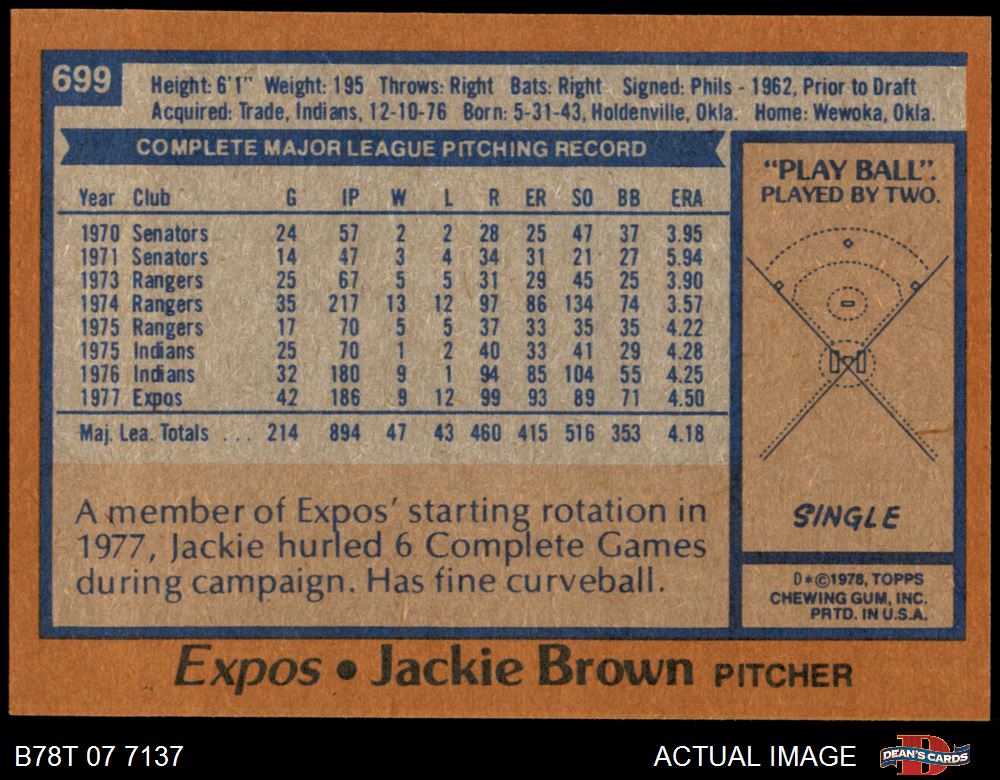 699
Height: 6'1" Weight: 195 Throws: Right Bats: Right Signed: Phils - 1962, Prior to Draft
Acquired: Trade, Indians, 12-10-76 Born: 5-31-43, Holdenville, Okla. Home: Wewoka, Okla.
COMPLETE MAJOR LEAGUE PITCHING RECORD
Year Club G IP W L R ER SO BB ERA
1970 Senators 24 57 2 2 28 25 47 37 3.95
1971 Senators 14 47 3 4 34 31 21 27 5.94
1973 Rangers 25 67 5 5 31 29 45 25 3.90
1974 Rangers 35 217 13 12 97 86 134 74 3.57
1975 Rangers 17 70 5 5 37 33 35 35 4.22
1975 Indians 25 70 1 2 40 33 41 29 4.28
1976 Indians 32 180 9 1 94 85 104 55 4.25
1977 Expos 42 186 9 12 99 93 89 71 4.50
Maj. Lea. Totals ... 214 894 47 43 460 415 516 353 4.18
A member of Expos' starting rotation in
1977, Jackie hurled 6 Complete Games
during campaign. Has fine curveball.
"PLAY BALL".
PLAYED BY TWO.
SINGLE
D*©1978, TOPPS
CHEWING GUM, INC.
PRTD. IN U.S.A.
Expos • Jackie Brown PITCHER
B78T 07 7137
ACTUAL IMAGE
DEAN'S CARDS